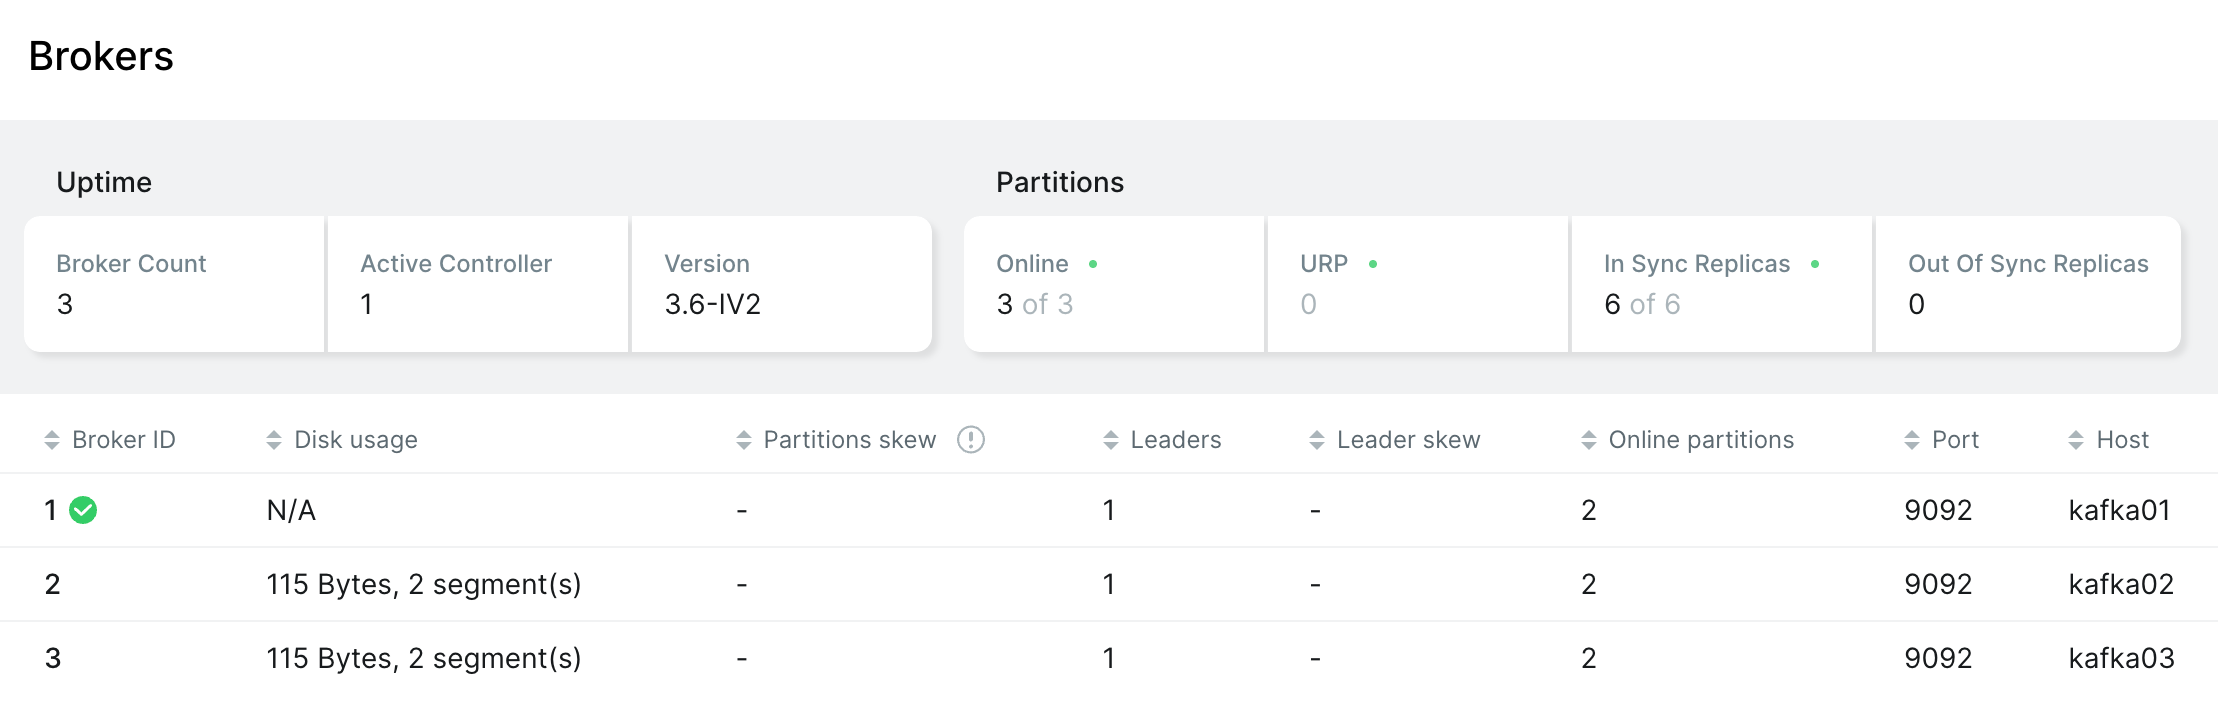 Brokers
Uptime
Partitions
Broker Count
Active Controller
Version
Online
URP
In Sync Replicas
Out Of Sync Replicas
3
1
3.6-IV2
3 of 3
0
6 of 6
0
Broker ID Disk usage Partitions skew Leaders Leader skew Online partitions Port Host
1 N/A - 1 - 2 9092 kafka01
2 115 Bytes, 2 segment(s) - 1 - 2 9092 kafka02
3 115 Bytes, 2 segment(s) - 1 - 2 9092 kafka03